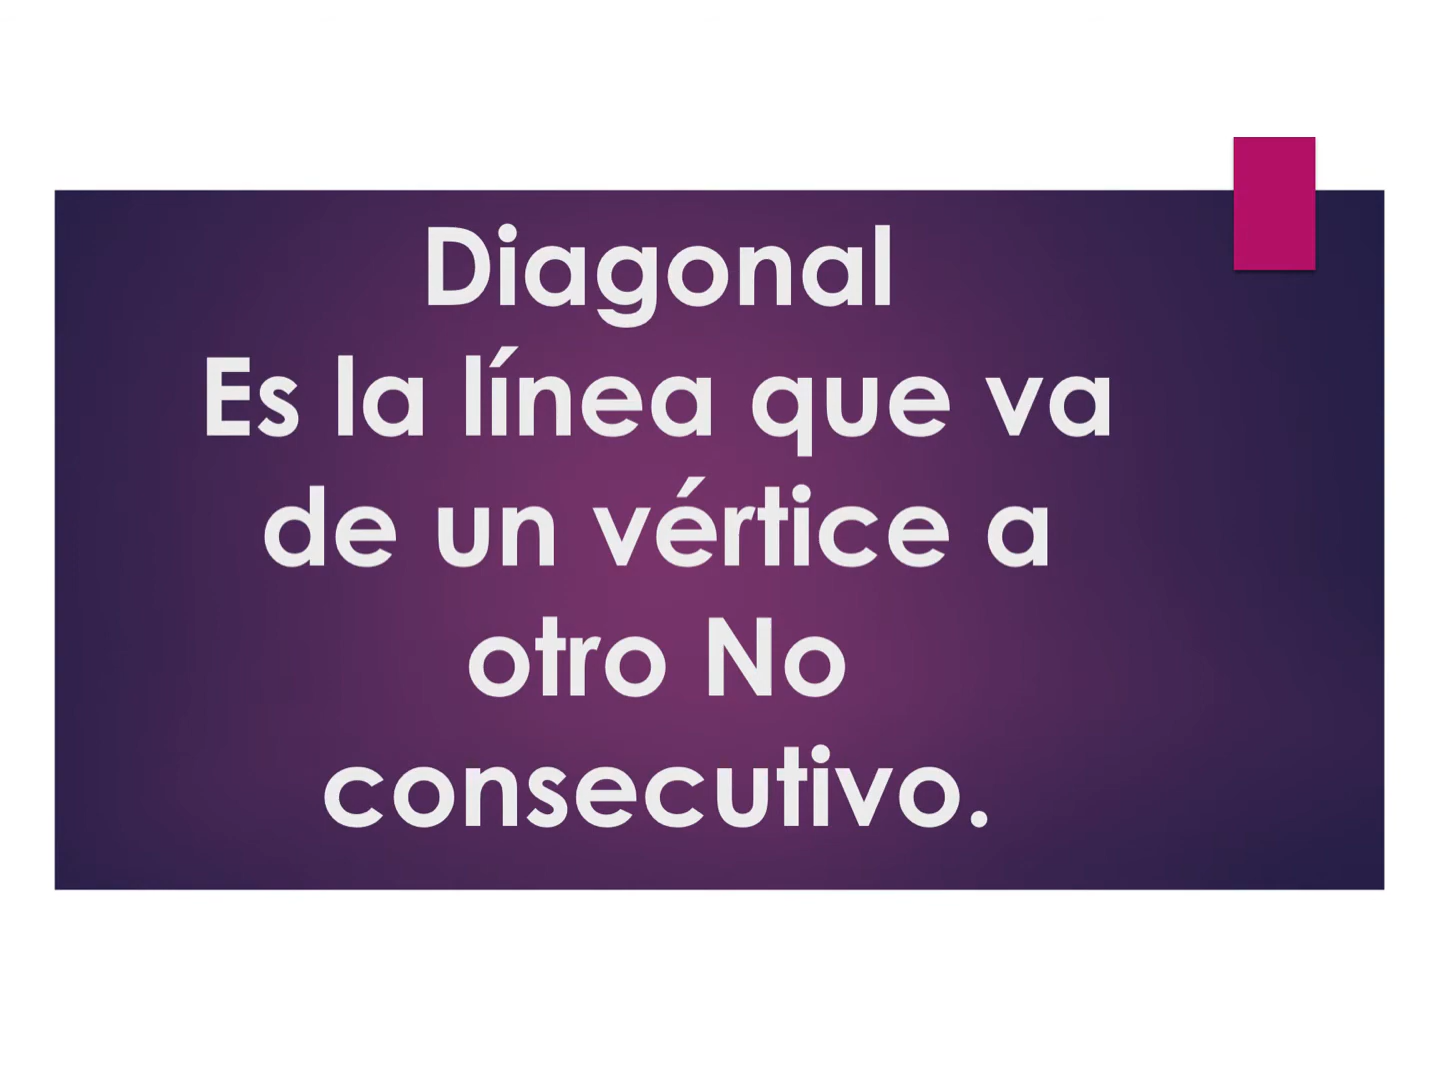 Diagonal
Es la línea que va
de un vértice a
otro No
consecutivo.